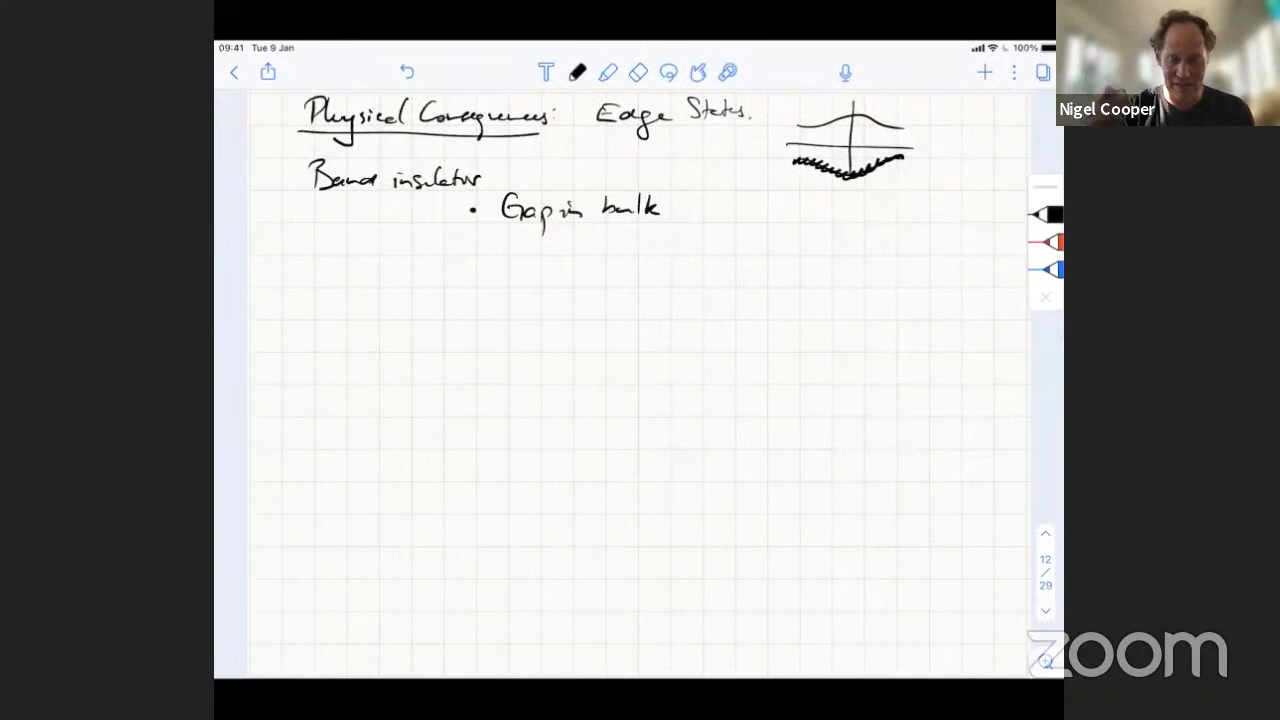 09:41 Tue 9 Jan
100%
Nigel Cooper
Physical Consequences: Edge States.
Band insulator
• Gap in bulk
12
/
29
zoom